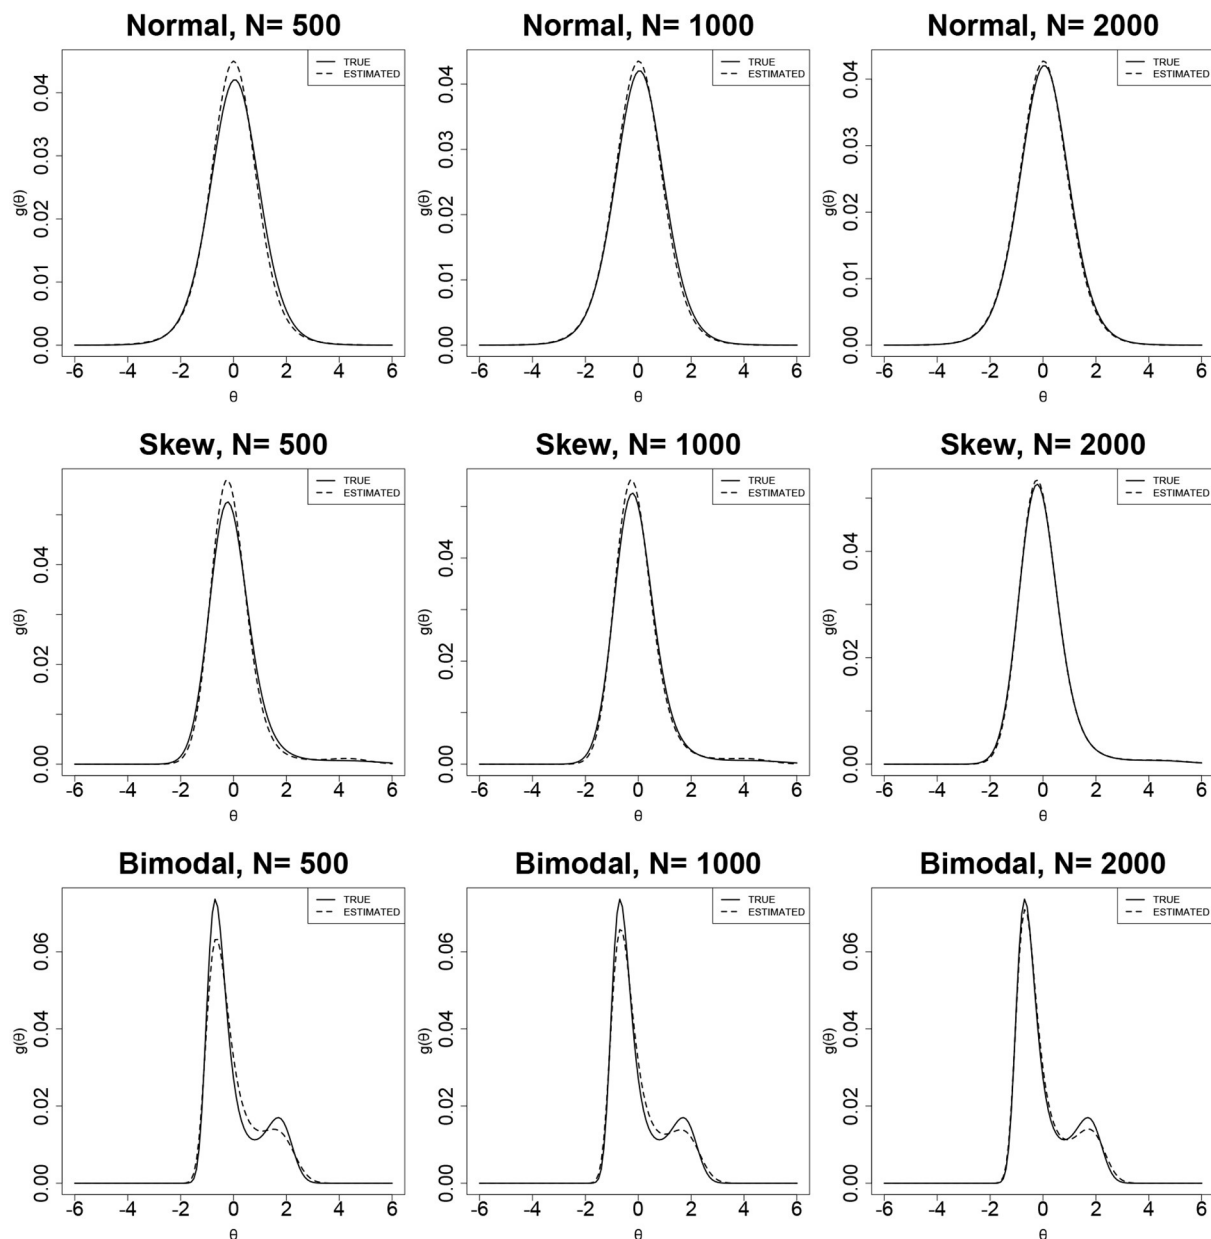 Normal, N= 500
TRUE
ESTIMATED
g(θ)
0.00 0.01 0.02 0.03 0.04
-6 -4 -2 0 2 4 6
θ
Normal, N= 1000
TRUE
ESTIMATED
g(θ)
0.00 0.01 0.02 0.03 0.04
-6 -4 -2 0 2 4 6
θ
Normal, N= 2000
TRUE
ESTIMATED
g(θ)
0.00 0.01 0.02 0.03 0.04
-6 -4 -2 0 2 4 6
θ
Skew, N= 500
TRUE
ESTIMATED
g(θ)
0.00 0.02 0.04
-6 -4 -2 0 2 4 6
θ
Skew, N= 1000
TRUE
ESTIMATED
g(θ)
0.00 0.02 0.04
-6 -4 -2 0 2 4 6
θ
Skew, N= 2000
TRUE
ESTIMATED
g(θ)
0.00 0.02 0.04
-6 -4 -2 0 2 4 6
θ
Bimodal, N= 500
TRUE
ESTIMATED
g(θ)
0.00 0.02 0.04 0.06
-6 -4 -2 0 2 4 6
θ
Bimodal, N= 1000
TRUE
ESTIMATED
g(θ)
0.00 0.02 0.04 0.06
-6 -4 -2 0 2 4 6
θ
Bimodal, N= 2000
TRUE
ESTIMATED
g(θ)
0.00 0.02 0.04 0.06
-6 -4 -2 0 2 4 6
θ